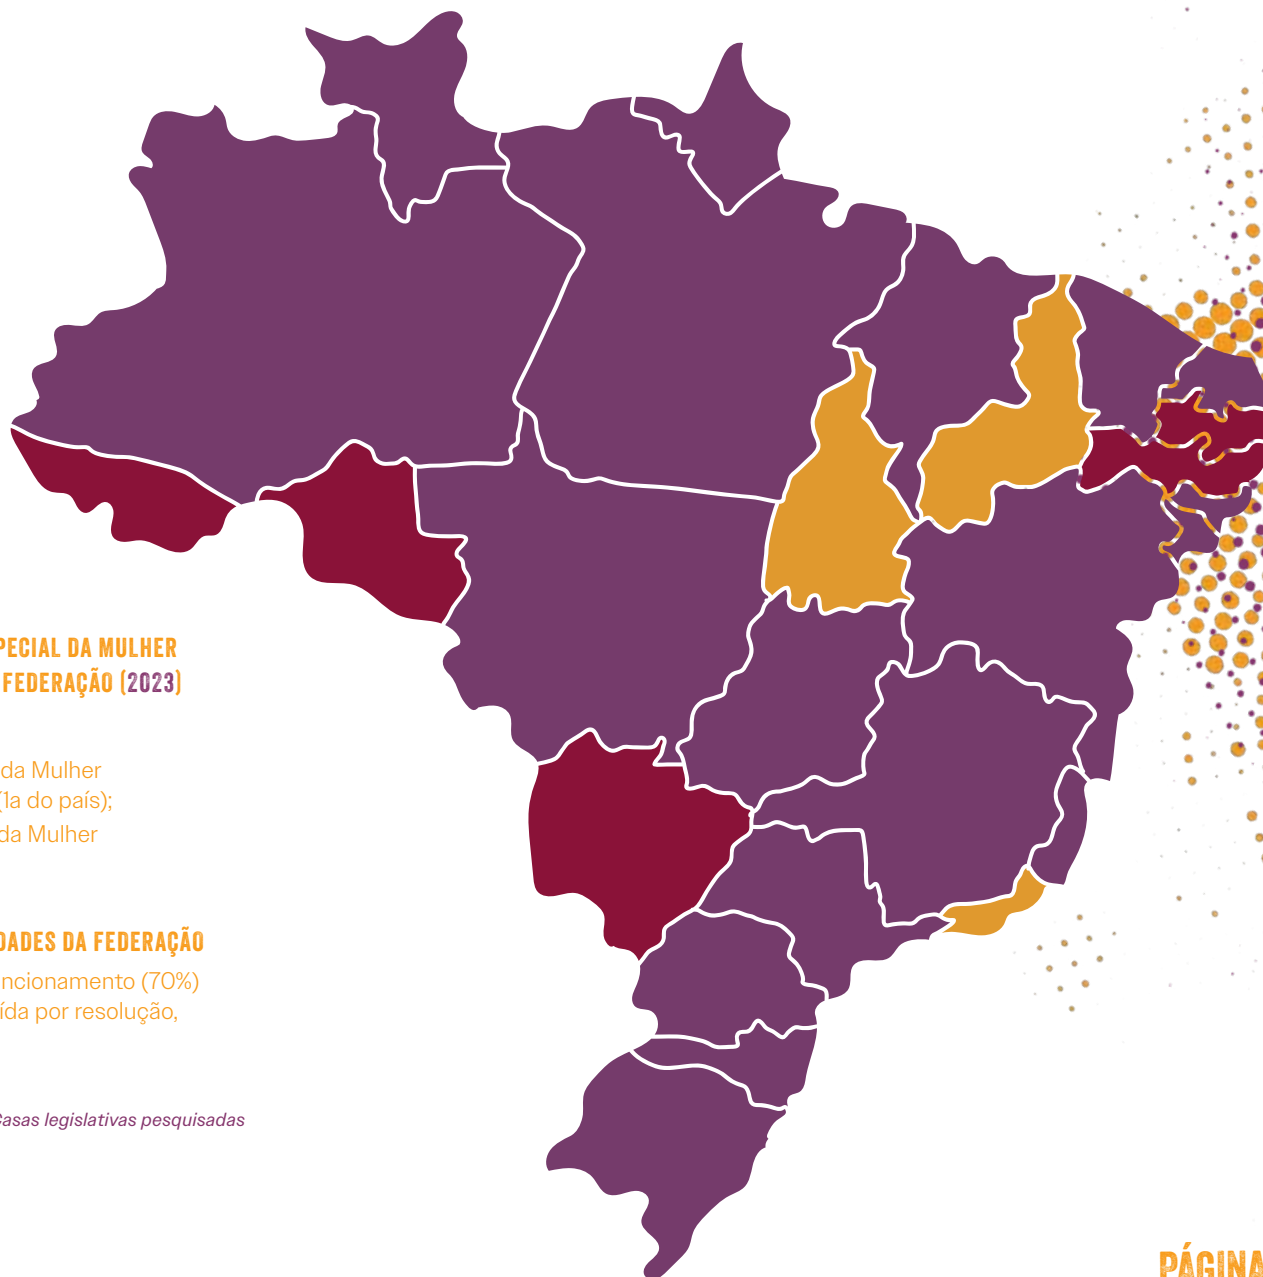 PECIAL DA MULHER
FEDERAÇÃO (2023)
da Mulher
(1a do país);
da Mulher
DADES DA FEDERAÇÃO
ncionamento (70%)
ída por resolução,
Casas legislativas pesquisadas
PÁGINA